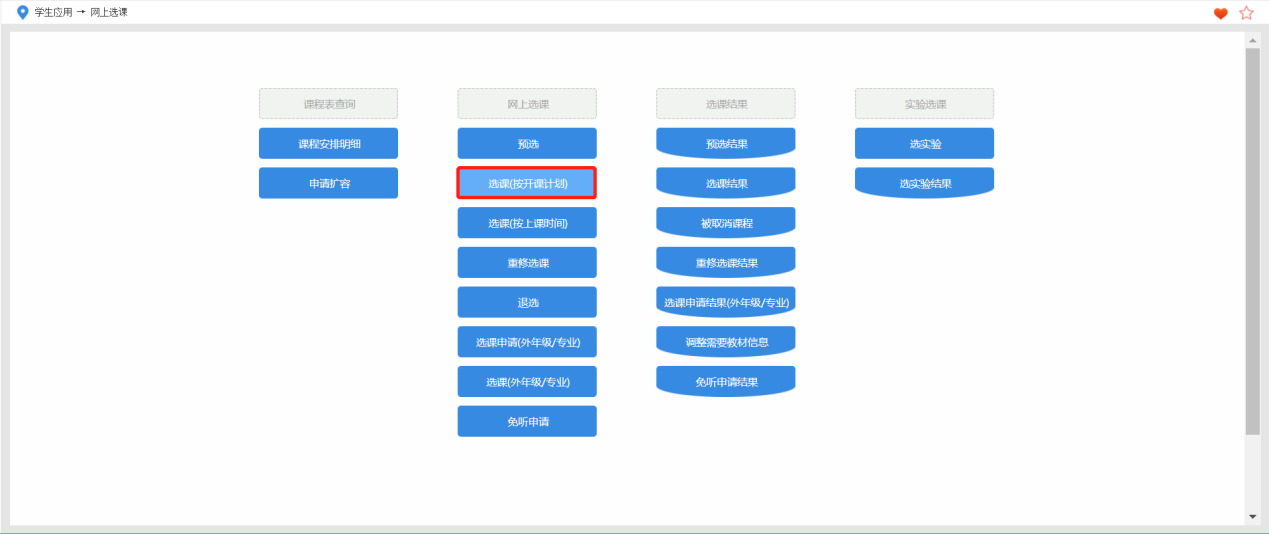 学生应用 → 网上选课
课程表查询
课程安排明细
申请扩容
网上选课
预选
选课(按开课计划)
选课(按上课时间)
重修选课
退选
选课申请(外年级/专业)
选课(外年级/专业)
免听申请
选课结果
预选结果
选课结果
被取消课程
重修选课结果
选课申请结果(外年级/专业)
调整需要教材信息
免听申请结果
实验选课
选实验
选实验结果